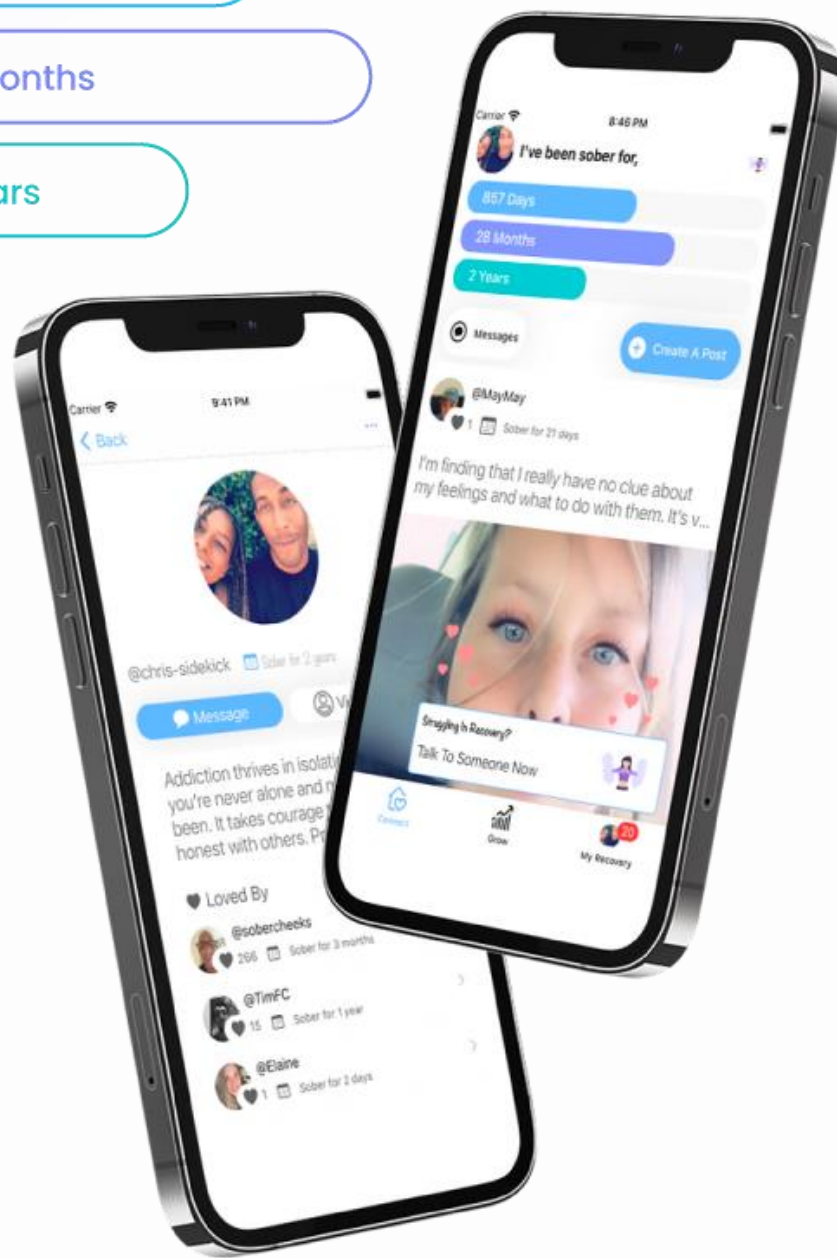 onths
ars
Carrier
8:46 PM
I've been sober for,
857 Days
28 Months
2 Years
Messages
Create A Post
@MayMay
1 Sober for 21 days
I'm finding that I really have no clue about
my feelings and what to do with them. It's v...
Struggling In Recovery?
Talk To Someone Now
Connect
Grow
20
My Recovery
Carrier
9:41 PM
Back
@chris-sidekick Sober for 2 years
Message
Addiction thrives in
you're never alone and
been. It takes courage
honest with others.
Loved By
@sobercheeks
266 Sober for 3 months
@TimFC
15 Sober for 1 year
@Elaine
1 Sober for 2 days